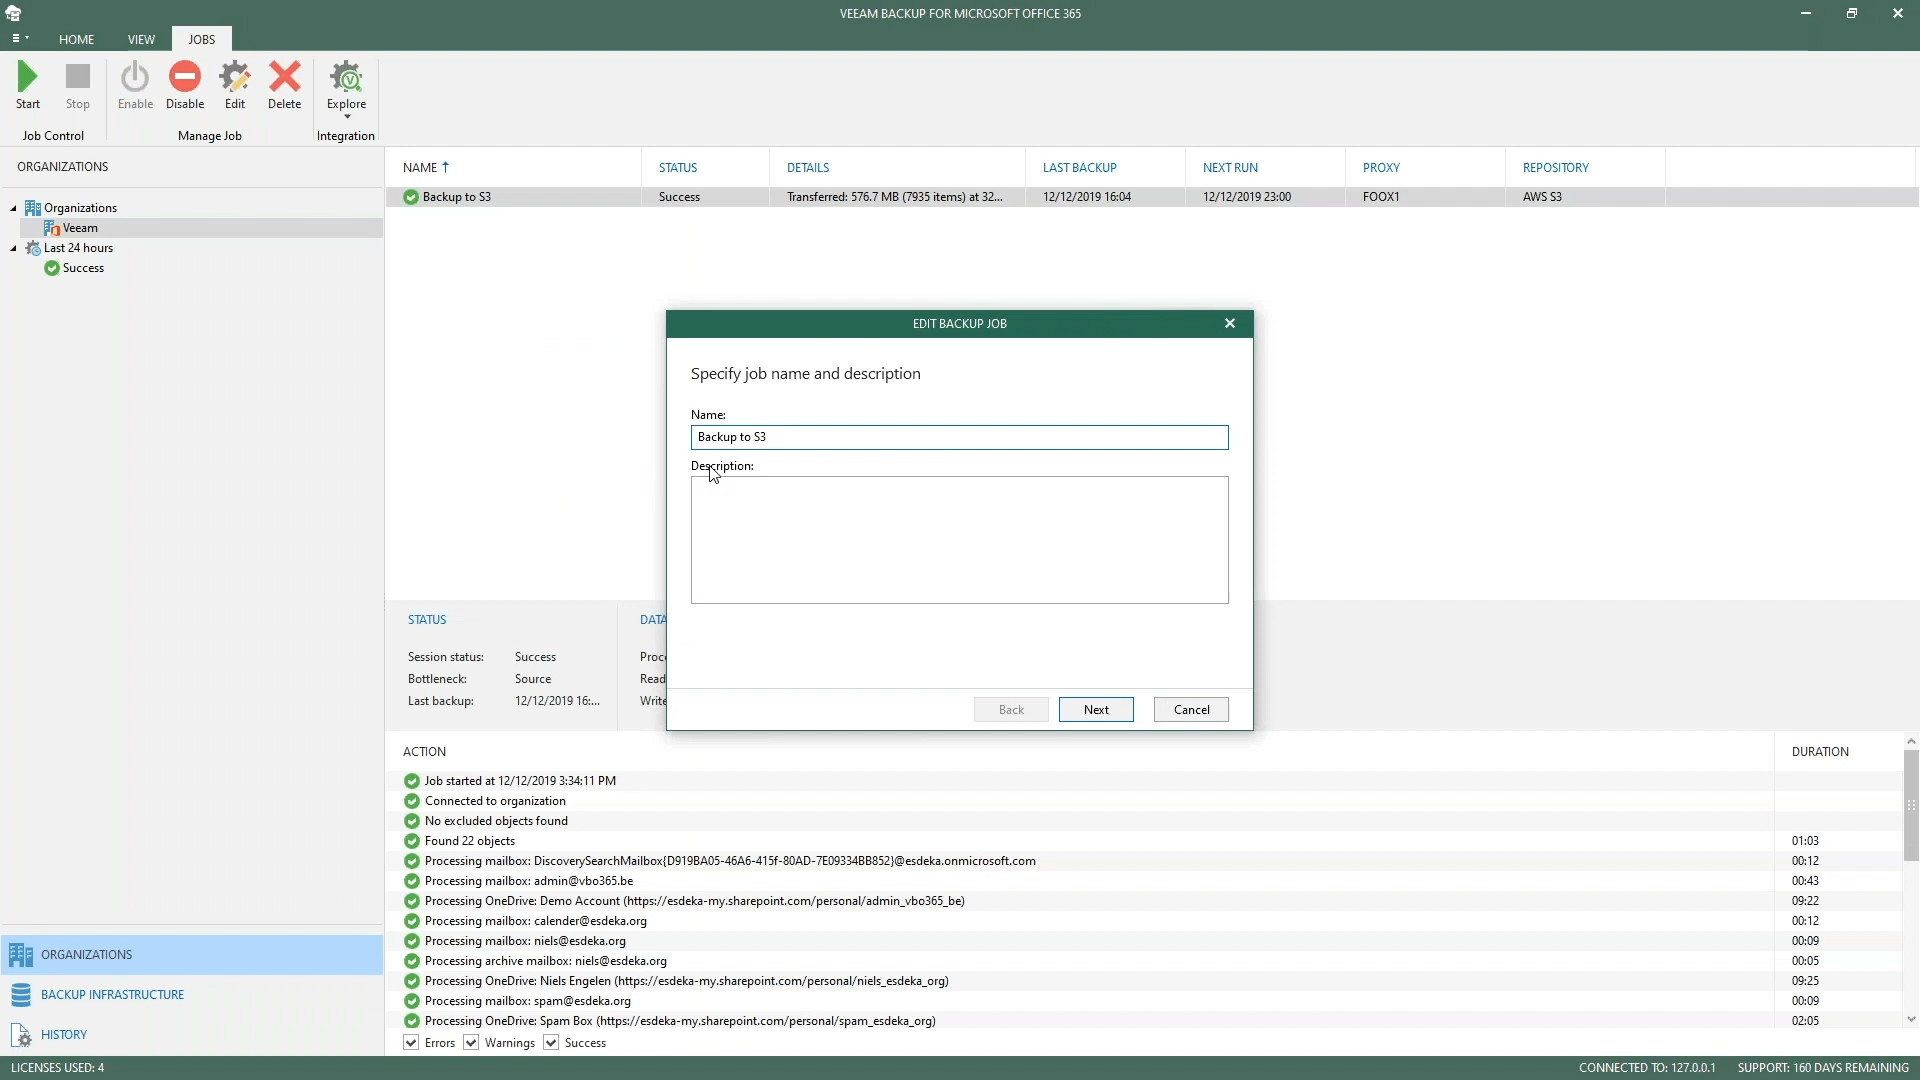 VEEAM BACKUP FOR MICROSOFT OFFICE 365
HOME VIEW JOBS
Start Stop Enable Disable Edit Delete Explore
Job Control Manage Job Integration
ORGANIZATIONS
Organizations
Veeam
Last 24 hours
Success
NAME STATUS DETAILS LAST BACKUP NEXT RUN PROXY REPOSITORY
Backup to S3 Success Transferred: 576.7 MB (7935 items) at 32... 12/12/2019 16:04 12/12/2019 23:00 FOOX1 AWS S3
EDIT BACKUP JOB
Specify job name and description
Name:
Backup to S3
Description:
Back Next Cancel
STATUS DATA
Session status: Success Proce
Bottleneck: Source Read
Last backup: 12/12/2019 16:... Write
ACTION DURATION
Job started at 12/12/2019 3:34:11 PM
Connected to organization
No excluded objects found
Found 22 objects 01:03
Processing mailbox: DiscoverySearchMailbox{D919BA05-46A6-415f-80AD-7E09334BB852}@esdeka.onmicrosoft.com 00:12
Processing mailbox: admin@vbo365.be 00:43
Processing OneDrive: Demo Account (https://esdeka-my.sharepoint.com/personal/admin_vbo365_be) 09:22
Processing mailbox: calender@esdeka.org 00:12
Processing mailbox: niels@esdeka.org 00:09
Processing archive mailbox: niels@esdeka.org 00:05
Processing OneDrive: Niels Engelen (https://esdeka-my.sharepoint.com/personal/niels_esdeka_org) 09:25
Processing mailbox: spam@esdeka.org 00:09
Processing OneDrive: Spam Box (https://esdeka-my.sharepoint.com/personal/spam_esdeka_org) 02:05
Errors Warnings Success
ORGANIZATIONS
BACKUP INFRASTRUCTURE
HISTORY
LICENSES USED: 4 CONNECTED TO: 127.0.0.1 SUPPORT: 160 DAYS REMAINING